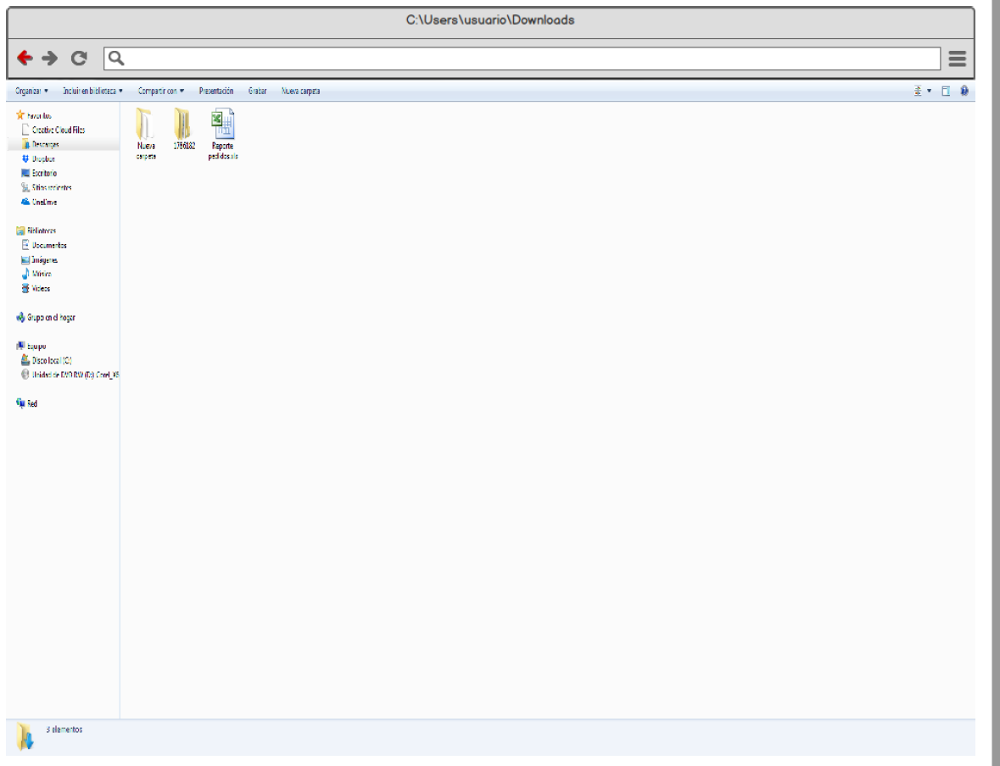 C:\Users\usuario\Downloads
Organizar Incluir en biblioteca Compartir con Presentación Grabar Nueva carpeta
Favoritos
Creative Cloud Files
Descargas
Dropbox
Escritorio
Sitios recientes
OneDrive
Bibliotecas
Documentos
Imágenes
Música
Vídeos
Grupo en el hogar
Equipo
Disco local (C:)
Unidad de DVD RW (D:) Corel_X6
Red
Nueva
carpeta
1786182
Reporte
pedidos.xls
3 elementos